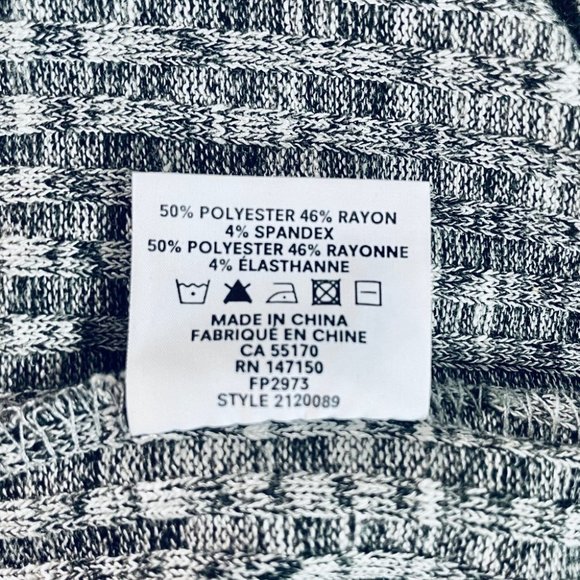 50% POLYESTER 46% RAYON
4% SPANDEX
50% POLYESTER 46% RAYONNE
4% ÉLASTHANNE
MADE IN CHINA
FABRIQUÉ EN CHINE
CA 55170
RN 147150
FP2973
STYLE 2120089